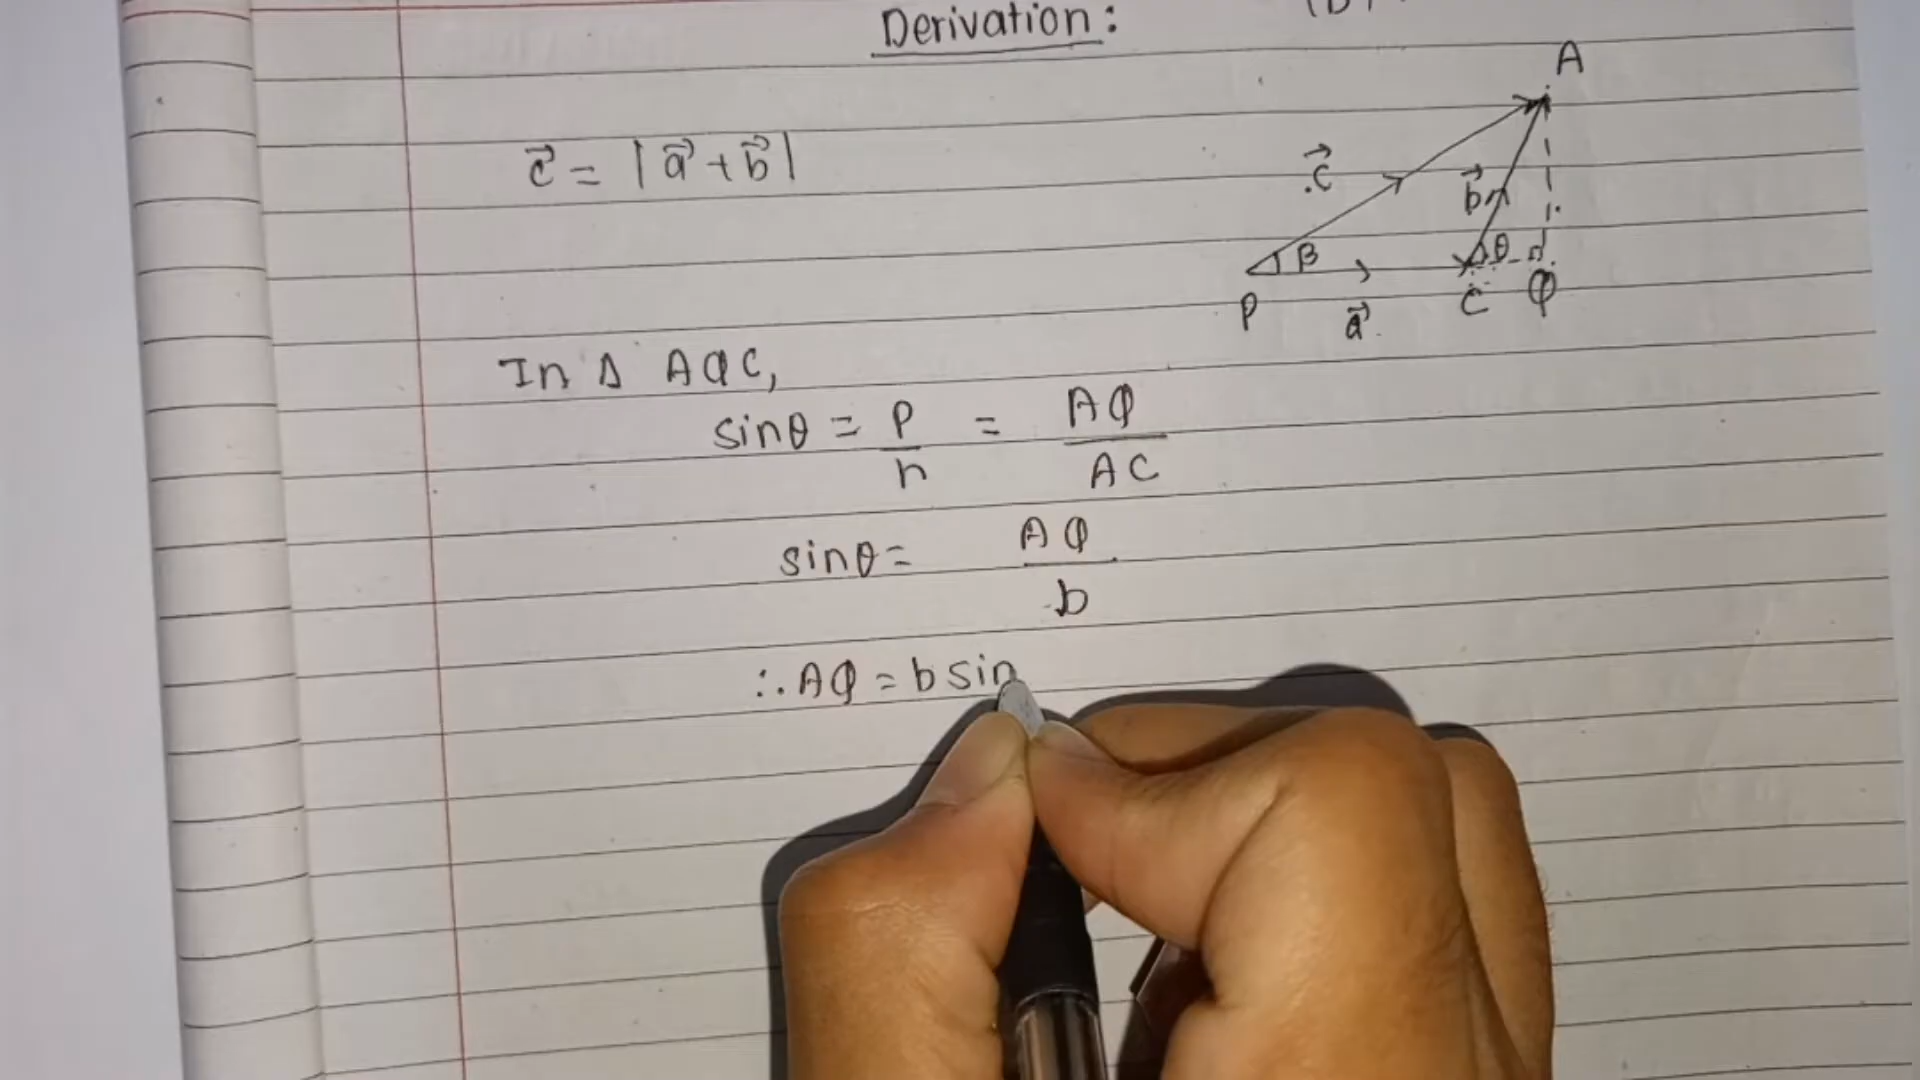 Derivation:
A
c⃗ = |a⃗ + b⃗|
c⃗
b⃗
β
θ
P
a⃗
C
Q
In Δ AQC,
sinθ = P/h = AQ/AC
sinθ = AQ/b
∴ AQ = b sin